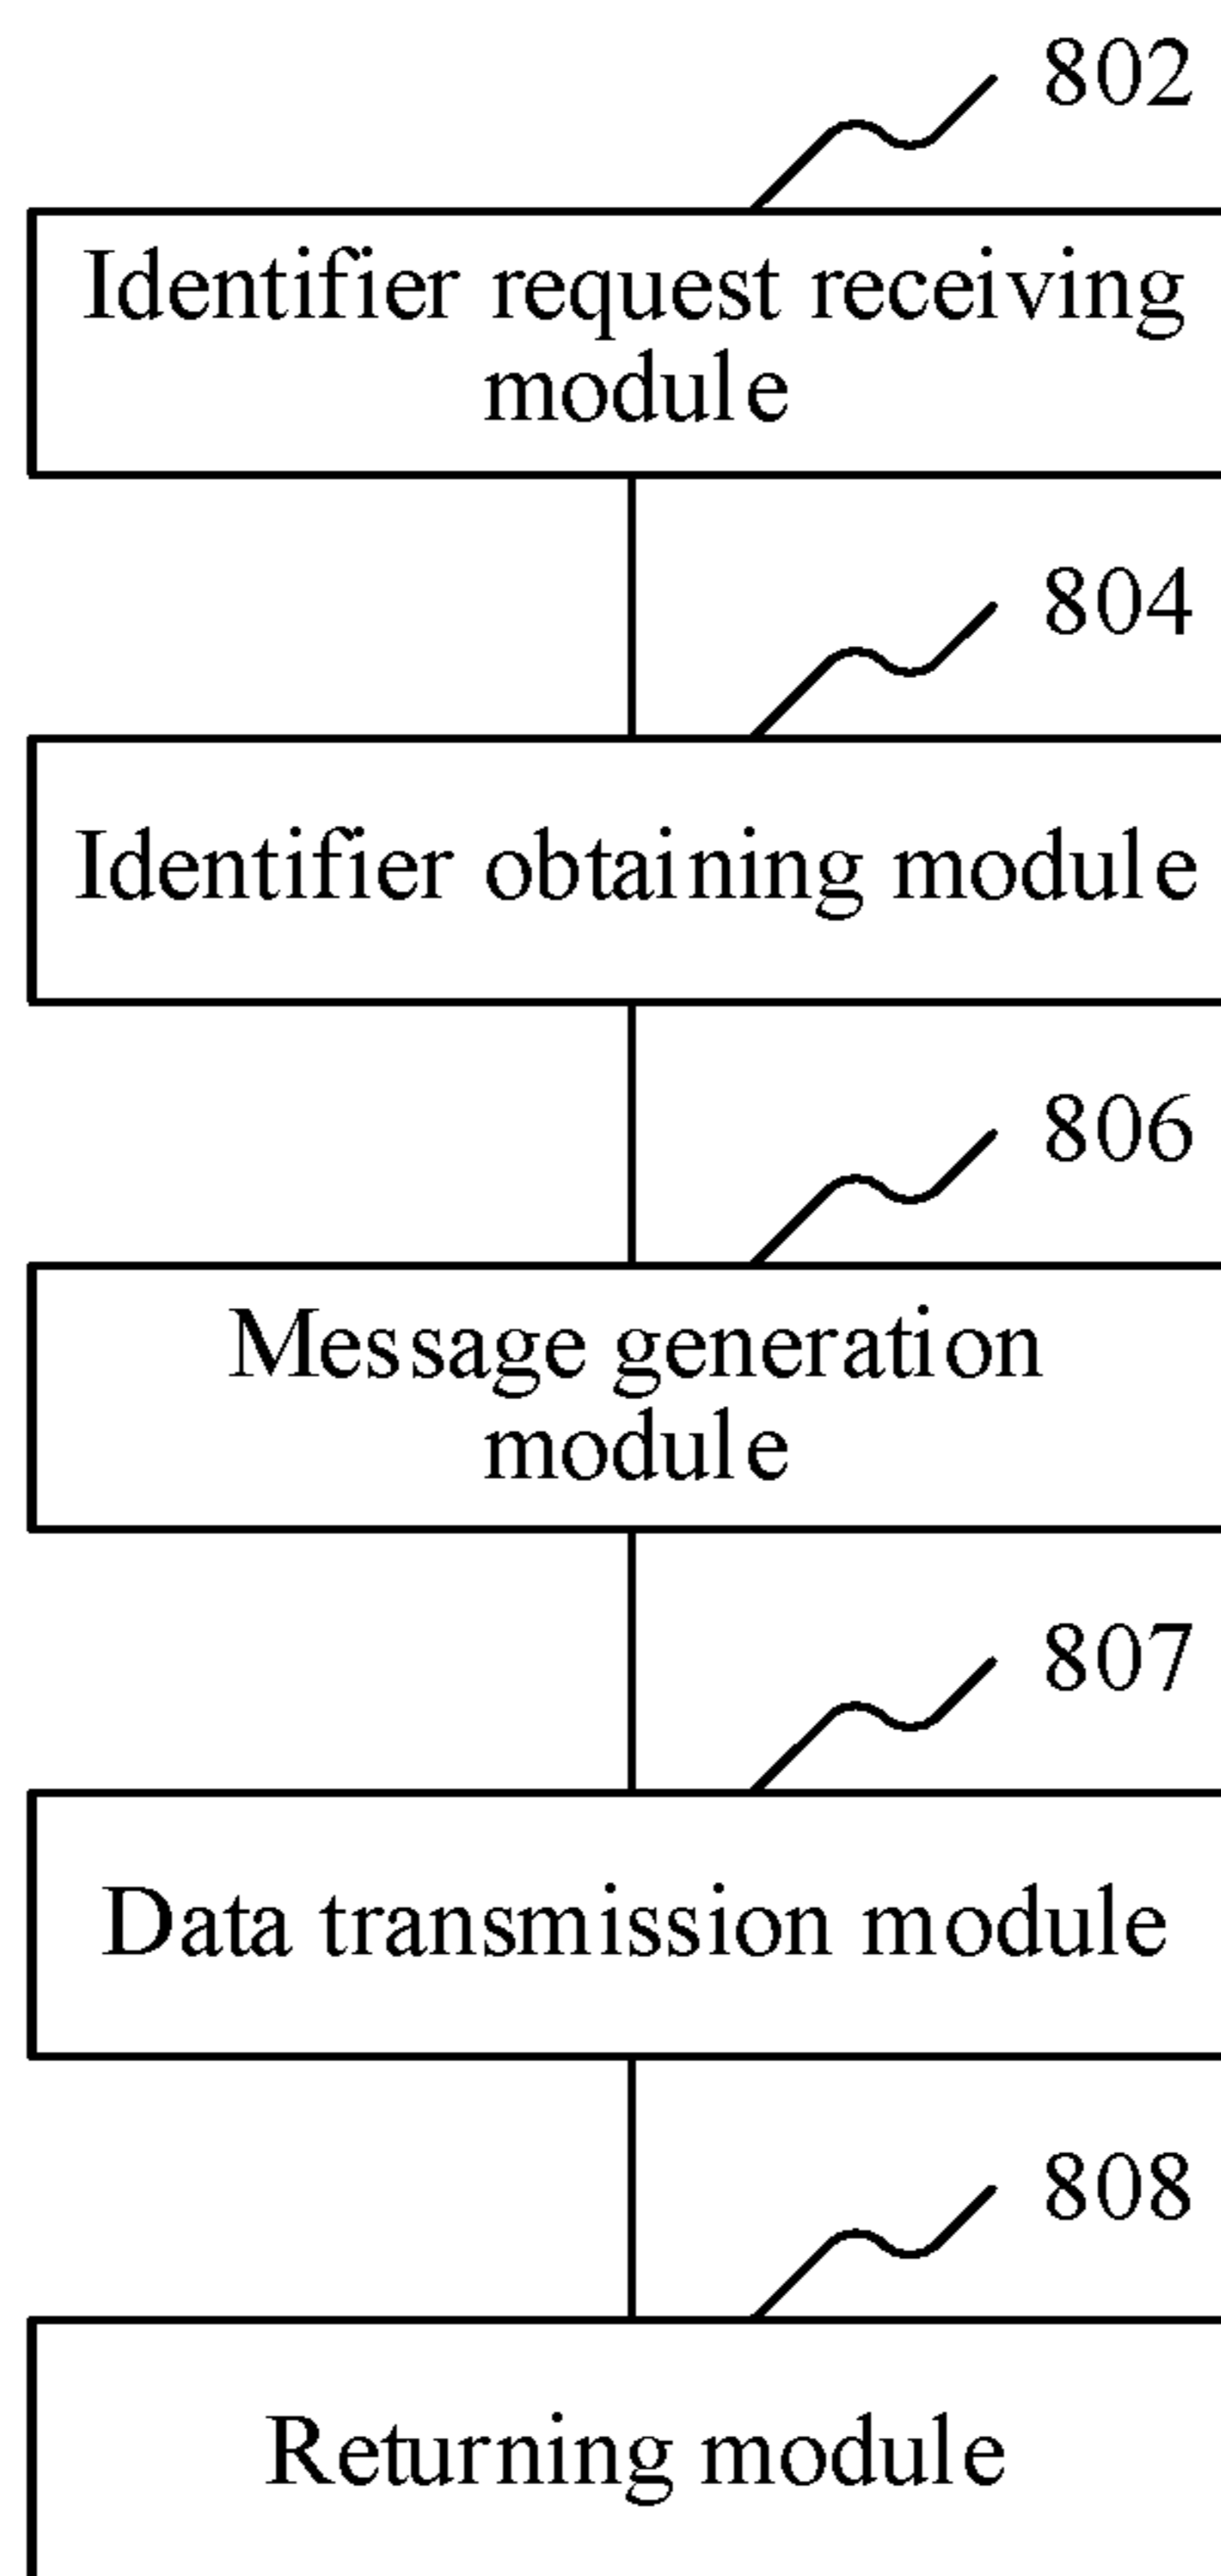 802
Identifier request receiving
module
804
Identifier obtaining module
806
Message generation
module
807
Data transmission module
808
Returning module